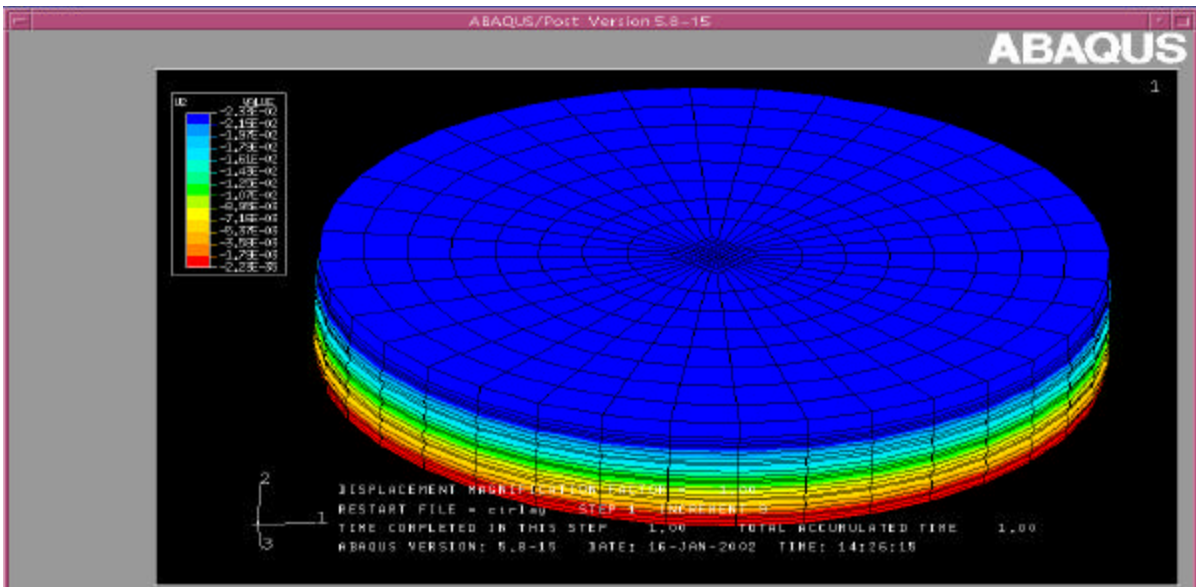 ABAQUS/Post Version 5.8-15
ABAQUS
1
U2 VALUE
-2.33E-02
-2.15E-02
-1.97E-02
-1.79E-02
-1.61E-02
-1.43E-02
-1.25E-02
-1.07E-02
-8.95E-03
-7.16E-03
-5.37E-03
-3.58E-03
-1.79E-03
2
1
3
DISPLACEMENT MAGNIFICATION FACTOR = 1.00
RESTART FILE = STEP 1 INCREMENT
TIME COMPLETED IN THIS STEP 1.00 TOTAL ACCUMULATED TIME 1.00
ABAQUS VERSION: 5.8-15 DATE: 16-JAN-2002 TIME: 14:26:15